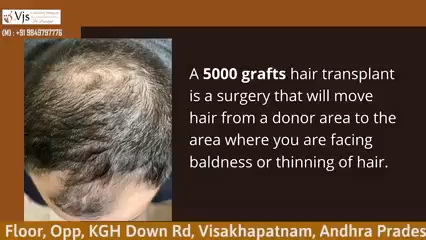 Vjs
(M) : +91 9849797776
A 5000 grafts hair transplant
is a surgery that will move
hair from a donor area to the
area where you are facing
baldness or thinning of hair.
Floor, Opp, KGH Down Rd, Visakhapatnam, Andhra Prades